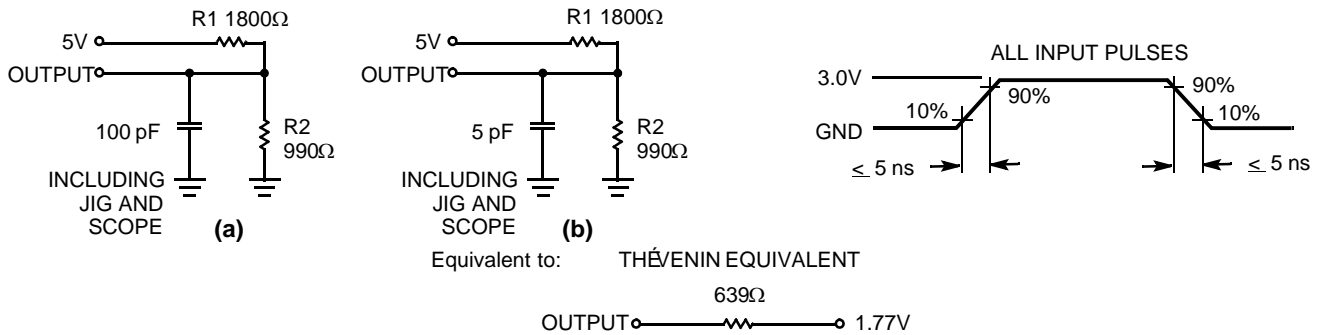 R1 1800Ω
5V
OUTPUT
100 pF
R2
990Ω
INCLUDING
JIG AND
SCOPE
(a)
R1 1800Ω
5V
OUTPUT
5 pF
R2
990Ω
INCLUDING
JIG AND
SCOPE
(b)
ALL INPUT PULSES
3.0V
90%
90%
10%
10%
GND
≤ 5 ns
≤ 5 ns
Equivalent to: THÉVENIN EQUIVALENT
639Ω
OUTPUT 1.77V